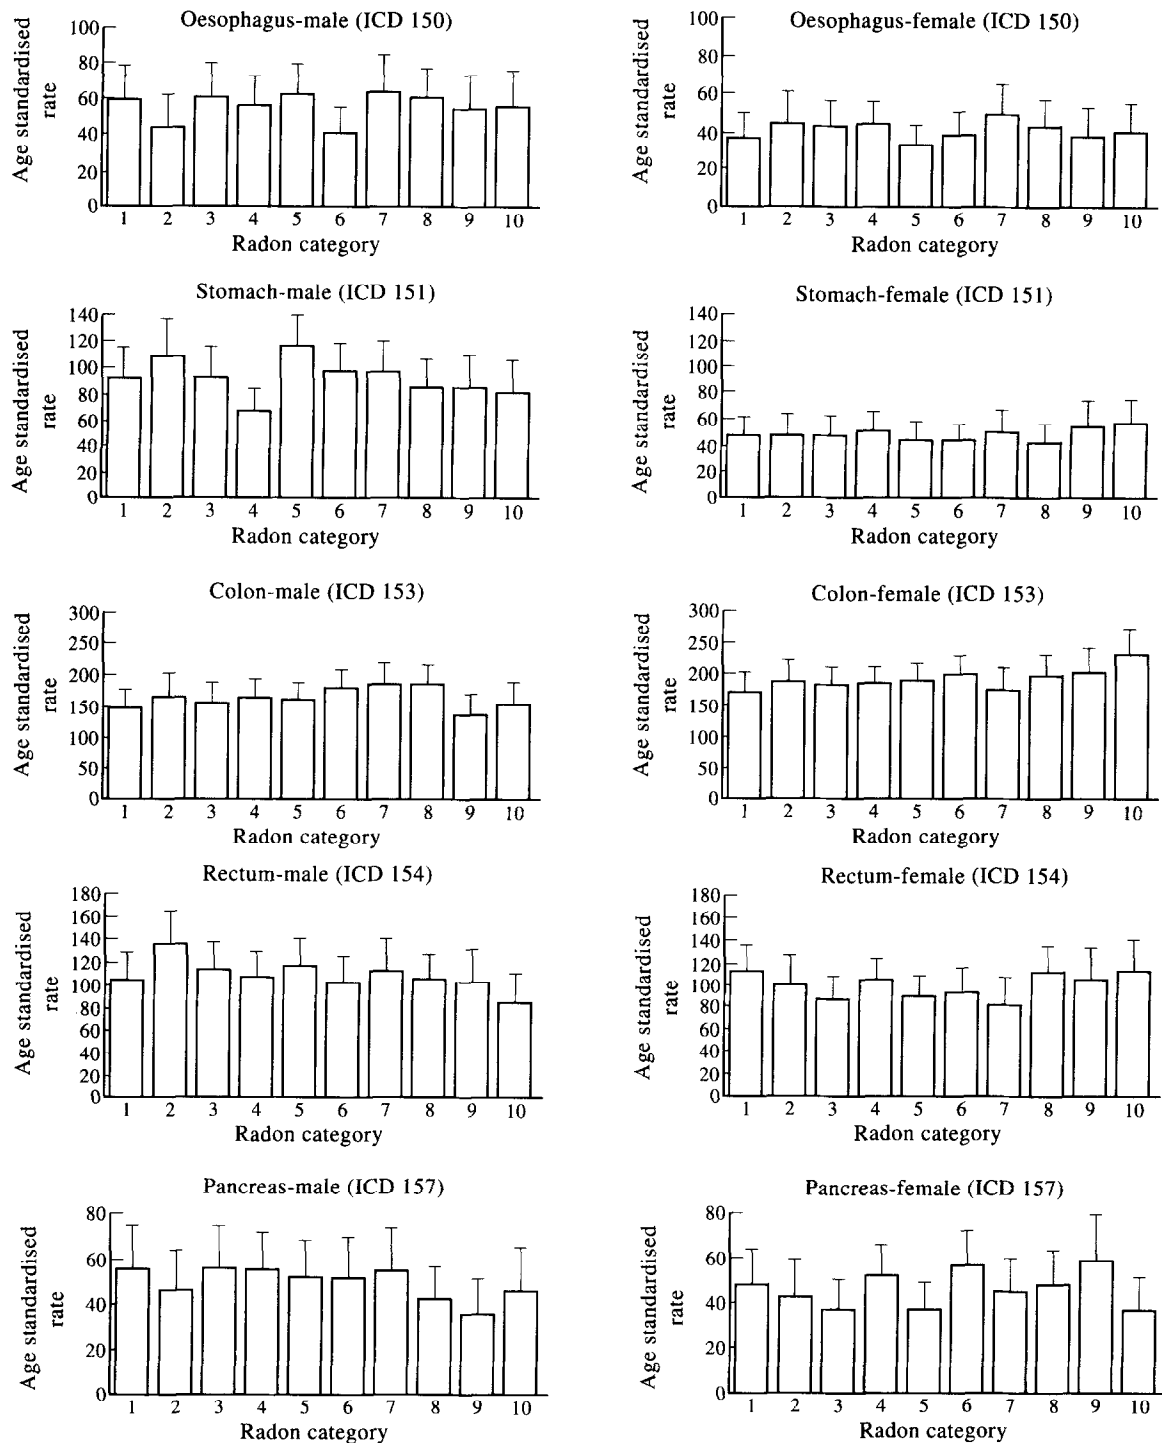 Oesophagus-male (ICD 150)
Age standardised
rate
100
80
60
40
20
0
1 2 3 4 5 6 7 8 9 10
Radon category
Oesophagus-female (ICD 150)
Age standardised
rate
100
80
60
40
20
0
1 2 3 4 5 6 7 8 9 10
Radon category
Stomach-male (ICD 151)
Age standardised
rate
140
120
100
80
60
40
20
0
1 2 3 4 5 6 7 8 9 10
Radon category
Stomach-female (ICD 151)
Age standardised
rate
140
120
100
80
60
40
20
0
1 2 3 4 5 6 7 8 9 10
Radon category
Colon-male (ICD 153)
Age standardised
rate
300
250
200
150
100
50
0
1 2 3 4 5 6 7 8 9 10
Radon category
Colon-female (ICD 153)
Age standardised
rate
300
250
200
150
100
50
0
1 2 3 4 5 6 7 8 9 10
Radon category
Rectum-male (ICD 154)
Age standardised
rate
180
160
140
120
100
80
60
40
20
0
1 2 3 4 5 6 7 8 9 10
Radon category
Rectum-female (ICD 154)
Age standardised
rate
180
160
140
120
100
80
60
40
20
0
1 2 3 4 5 6 7 8 9 10
Radon category
Pancreas-male (ICD 157)
Age standardised
rate
80
60
40
20
0
1 2 3 4 5 6 7 8 9 10
Radon category
Pancreas-female (ICD 157)
Age standardised
rate
80
60
40
20
0
1 2 3 4 5 6 7 8 9 10
Radon category